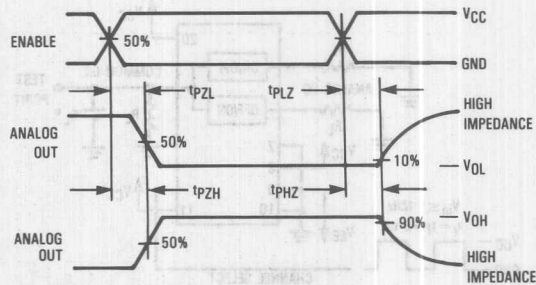 VCC
ENABLE
50%
GND
tPZL
tPLZ
HIGH
IMPEDANCE
ANALOG
OUT
50%
10%
VOL
tPZH
tPHZ
VOH
90%
ANALOG
OUT
50%
HIGH
IMPEDANCE